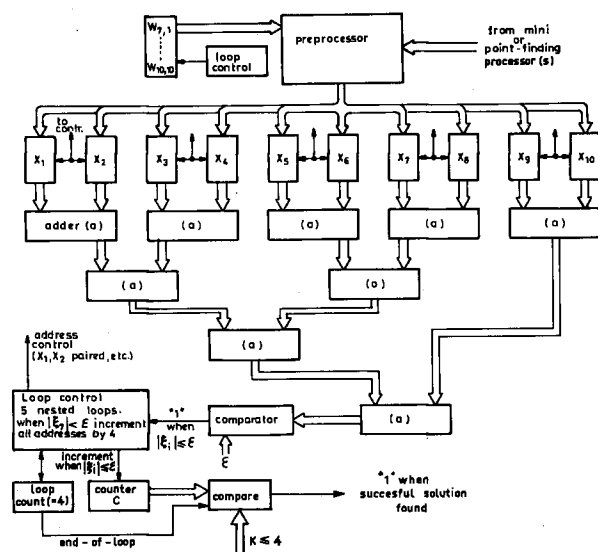 W7,1
W10,10
loop
control
preprocessor
from mini
or
point-finding
processor(s)
to
contr.
X1
X2
X3
X4
X5
X6
X7
X8
X9
X10
adder (a)
(a)
(a)
(a)
(a)
(a)
(a)
(a)
(a)
address
control
(X1,X2 paired, etc.)
Loop control
5 nested loops.
when |ξ7|< ε increment
all addresses by 4
"1"
when
|ξi|≤ε
comparator
ε
increment
when |ξi|≤ε
loop
count(=4)
counter
C
compare
"1" when
succesful solution
found
end-of-loop
K ≤ 4